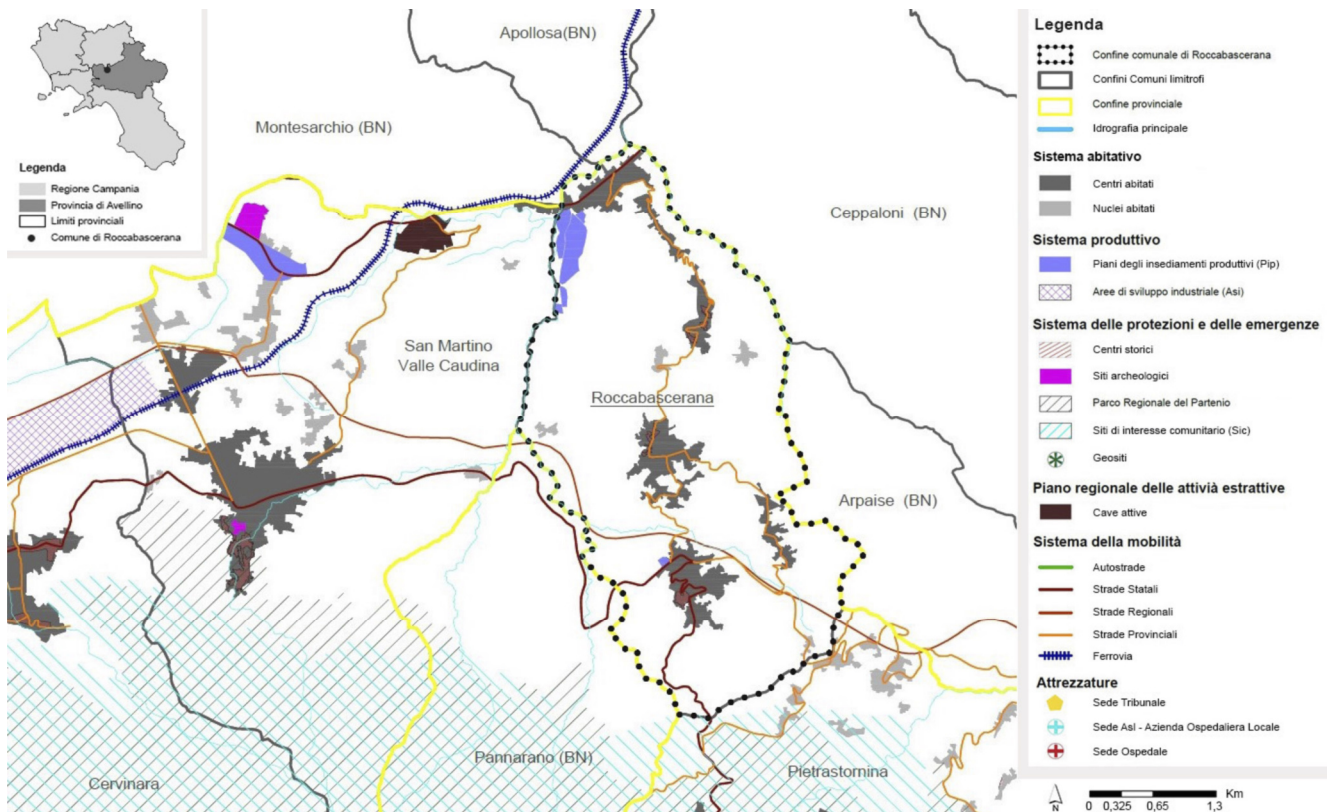 Legenda
Regione Campania
Provincia di Avellino
Limiti provinciali
Comune di Roccabascerana
Apollosa(BN)
Montesarchio (BN)
Ceppaloni (BN)
San Martino
Valle Caudina
Roccabascerana
Arpaise (BN)
Pannarano (BN)
Pietrastornina
Cervinara
Legenda
Confine comunale di Roccabascerana
Confini Comuni limitrofi
Confine provinciale
Idrografia principale
Sistema abitativo
Centri abitati
Nuclei abitati
Sistema produttivo
Piani degli insediamenti produttivi (Pip)
Aree di sviluppo industriale (Asi)
Sistema delle protezioni e delle emergenze
Centri storici
Siti archeologici
Parco Regionale del Partenio
Siti di interesse comunitario (Sic)
Geositi
Piano regionale delle attivià estrattive
Cave attive
Sistema della mobilità
Autostrade
Strade Statali
Strade Regionali
Strade Provinciali
Ferrovia
Attrezzature
Sede Tribunale
Sede Asl - Azienda Ospedaliera Locale
Sede Ospedale
N
Km
0 0,325 0,65 1,3